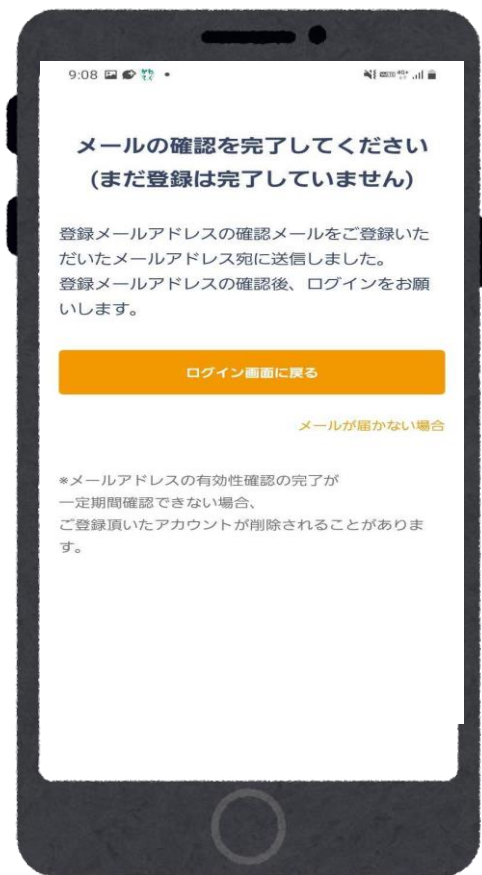 9:08
メールの確認を完了してください
(まだ登録は完了していません)
登録メールアドレスの確認メールをご登録いた
だいたメールアドレス宛に送信しました。
登録メールアドレスの確認後、ログインをお願
いします。
ログイン画面に戻る
メールが届かない場合
*メールアドレスの有効性確認の完了が
一定期間確認できない場合、
ご登録頂いたアカウントが削除されることがありま
す。